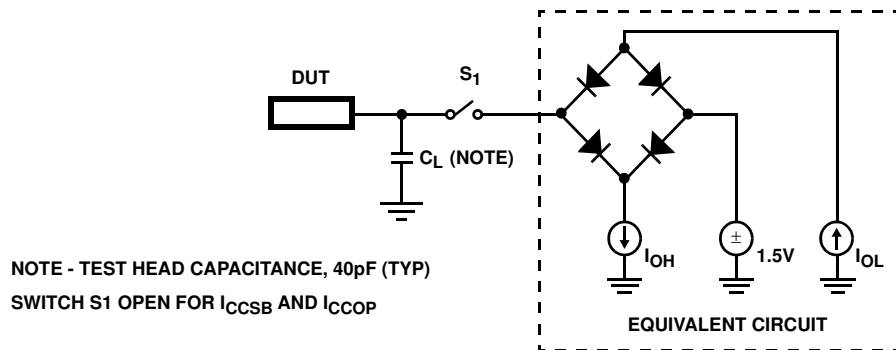 DUT
S1
CL (NOTE)
IOH
±
1.5V
IOL
NOTE - TEST HEAD CAPACITANCE, 40pF (TYP)
SWITCH S1 OPEN FOR ICCSB AND ICCOP
EQUIVALENT CIRCUIT